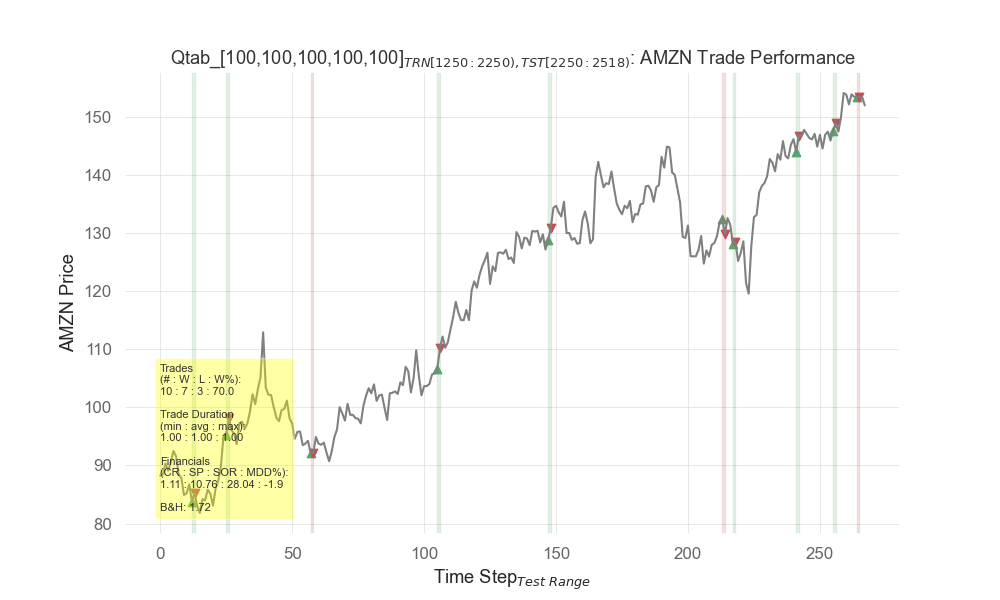 Qtab_[100,100,100,100,100]TRN[1250:2250),TST[2250:2518): AMZN Trade Performance
AMZN Price
150
140
130
120
110
100
90
80
Trades
(# : W : L : W%):
10 : 7 : 3 : 70.0
Trade Duration
(min : avg : max):
1.00 : 1.00 : 1.00
Financials
(CR : SP : SOR : MDD%):
1.11 : 10.76 : 28.04 : -1.9
B&H: 1.72
0 50 100 150 200 250
Time StepTest Range